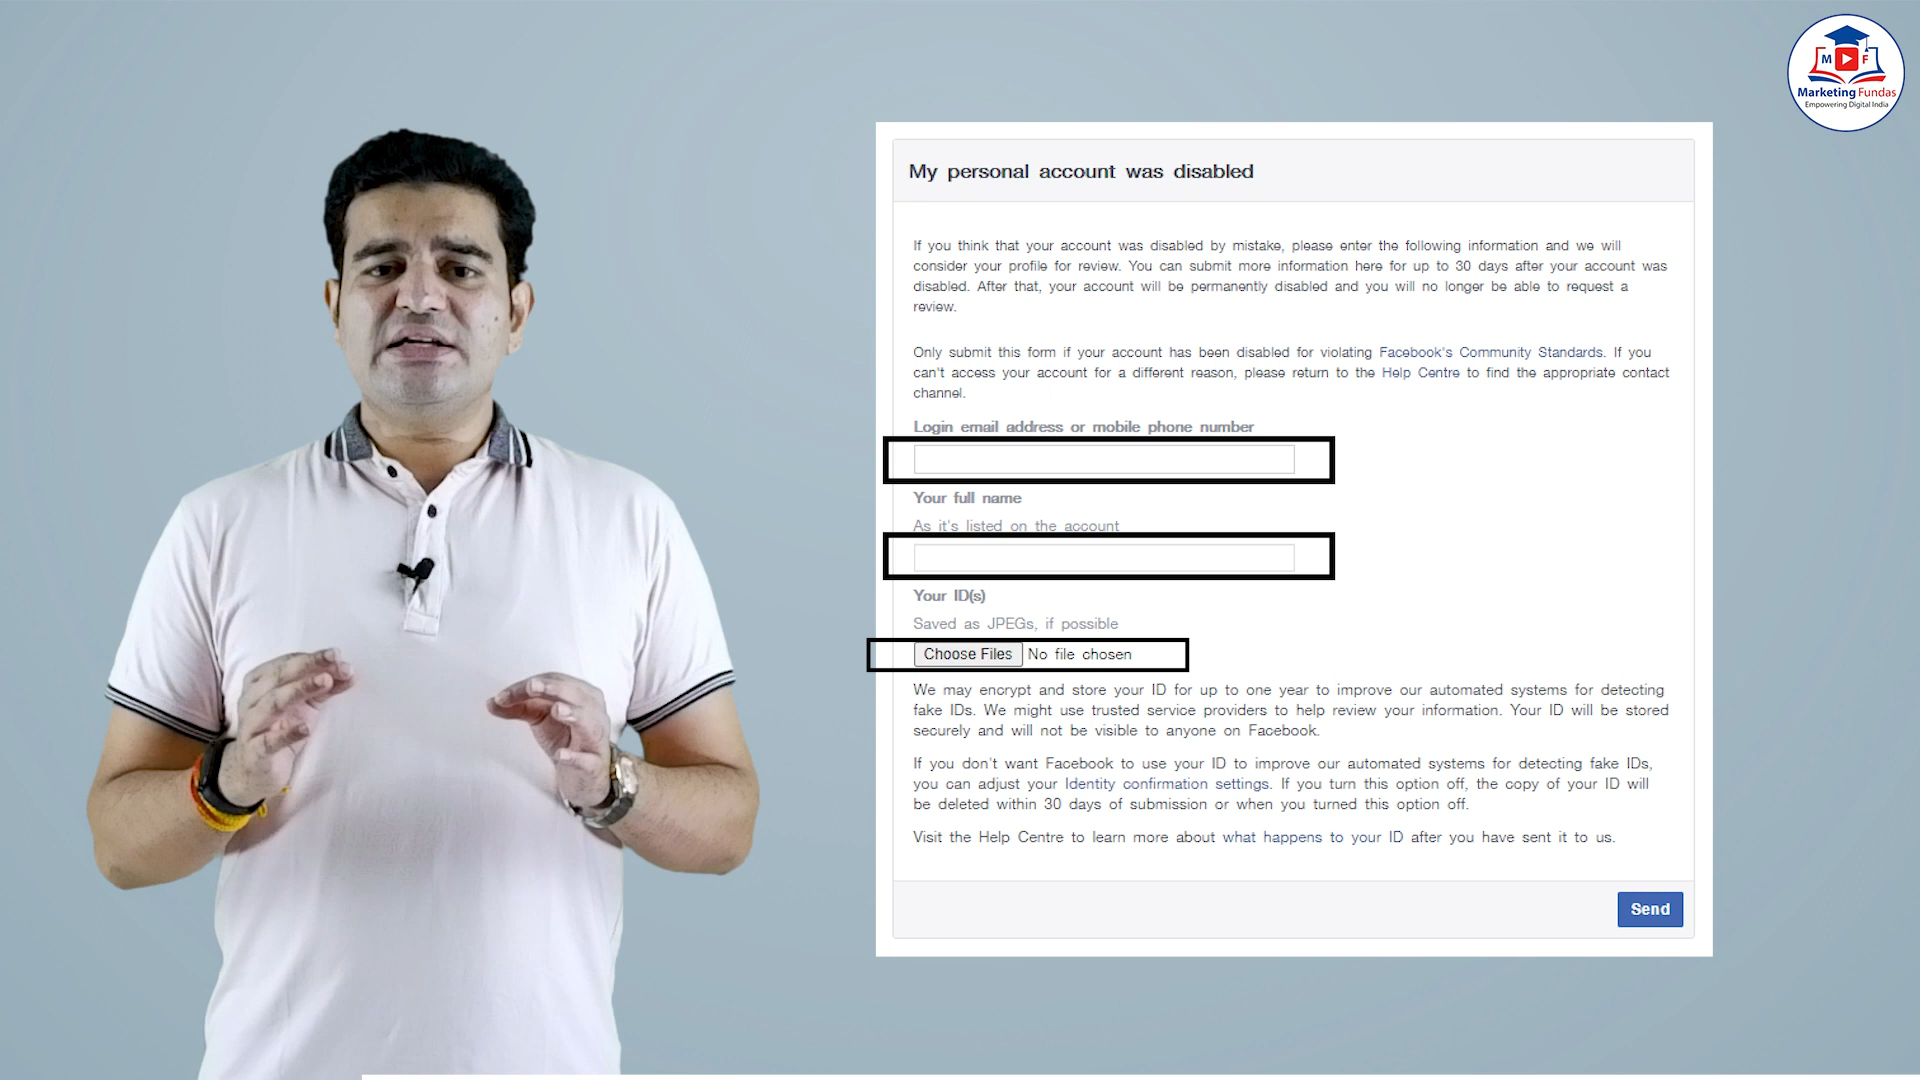 M F
Marketing Fundas
Empowering Digital India
My personal account was disabled
If you think that your account was disabled by mistake, please enter the following information and we will
consider your profile for review. You can submit more information here for up to 30 days after your account was
disabled. After that, your account will be permanently disabled and you will no longer be able to request a
review.
Only submit this form if your account has been disabled for violating Facebook's Community Standards. If you
can't access your account for a different reason, please return to the Help Centre to find the appropriate contact
channel.
Login email address or mobile phone number
Your full name
As it's listed on the account
Your ID(s)
Saved as JPEGs, if possible
Choose Files No file chosen
We may encrypt and store your ID for up to one year to improve our automated systems for detecting
fake IDs. We might use trusted service providers to help review your information. Your ID will be stored
securely and will not be visible to anyone on Facebook.
If you don't want Facebook to use your ID to improve our automated systems for detecting fake IDs,
you can adjust your Identity confirmation settings. If you turn this option off, the copy of your ID will
be deleted within 30 days of submission or when you turned this option off.
Visit the Help Centre to learn more about what happens to your ID after you have sent it to us.
Send